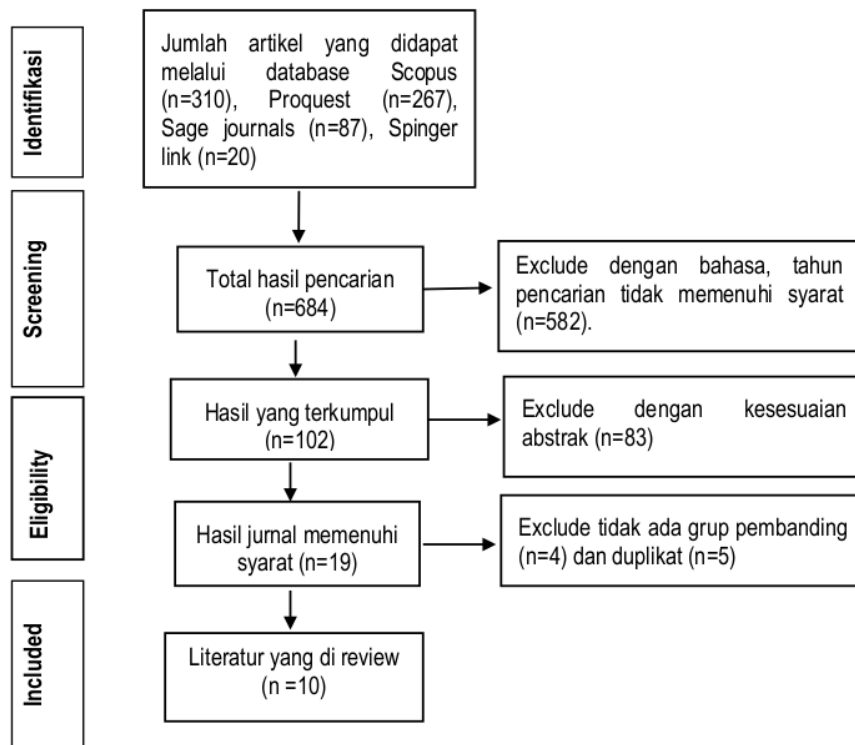 Identifikasi
Jumlah artikel yang didapat
melalui database Scopus
(n=310), Proquest (n=267),
Sage journals (n=87), Spinger
link (n=20)
Screening
Total hasil pencarian
(n=684)
Exclude dengan bahasa, tahun
pencarian tidak memenuhi syarat
(n=582).
Hasil yang terkumpul
(n=102)
Exclude dengan kesesuaian
abstrak (n=83)
Eligibility
Hasil jurnal memenuhi
syarat (n=19)
Exclude tidak ada grup pembanding
(n=4) dan duplikat (n=5)
Included
Literatur yang di review
(n =10)